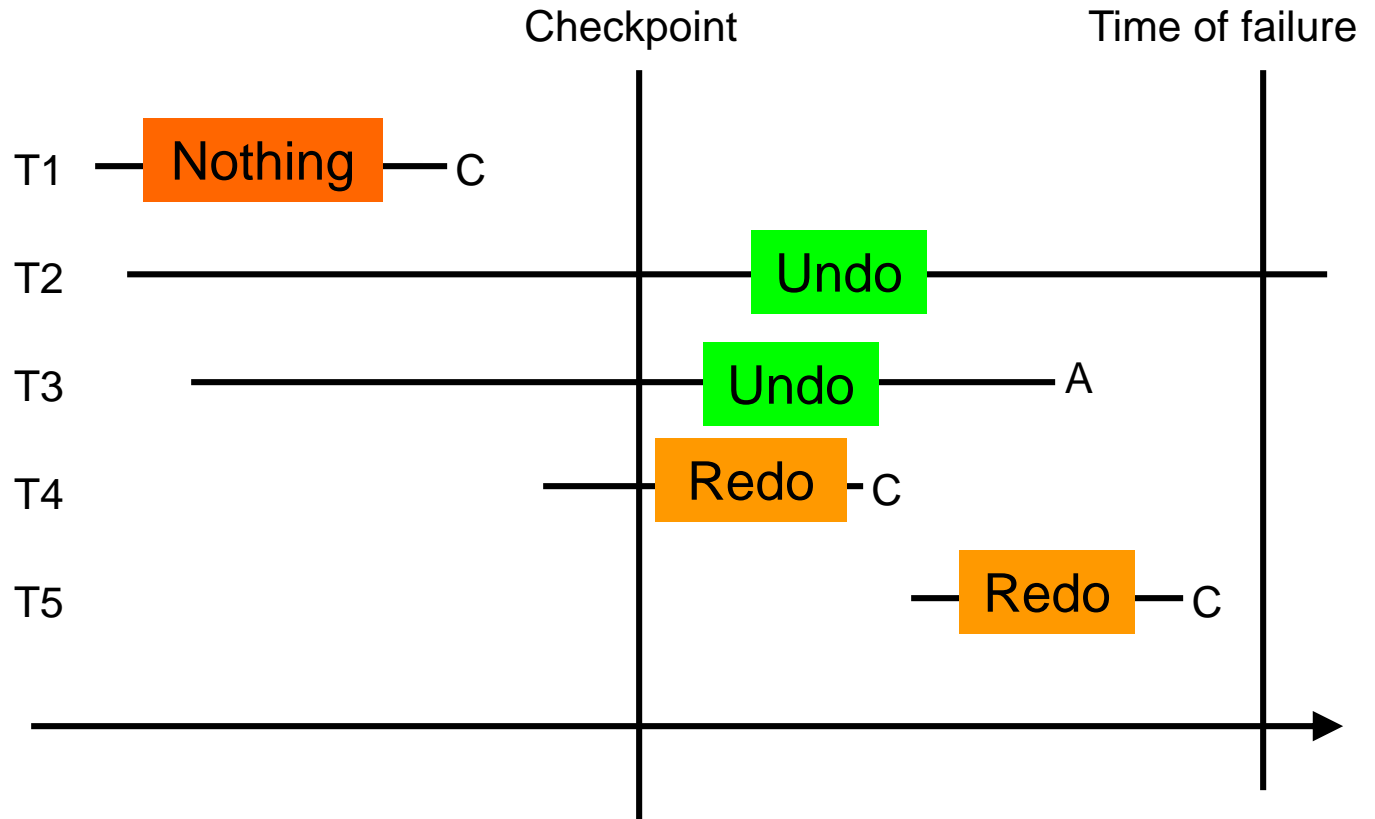 Checkpoint Time of failure
T1 Nothing C
T2 Undo
T3 Undo A
T4 Redo C
T5 Redo C